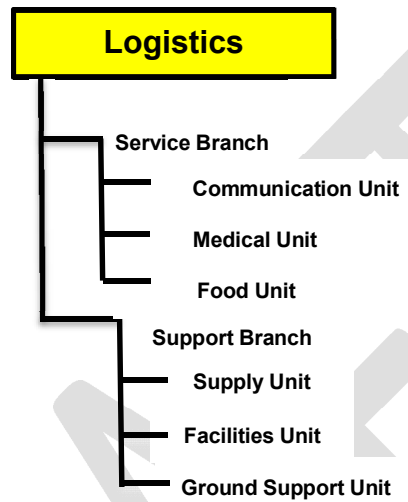 Logistics
Service Branch
Communication Unit
Medical Unit
Food Unit
Support Branch
Supply Unit
Facilities Unit
Ground Support Unit